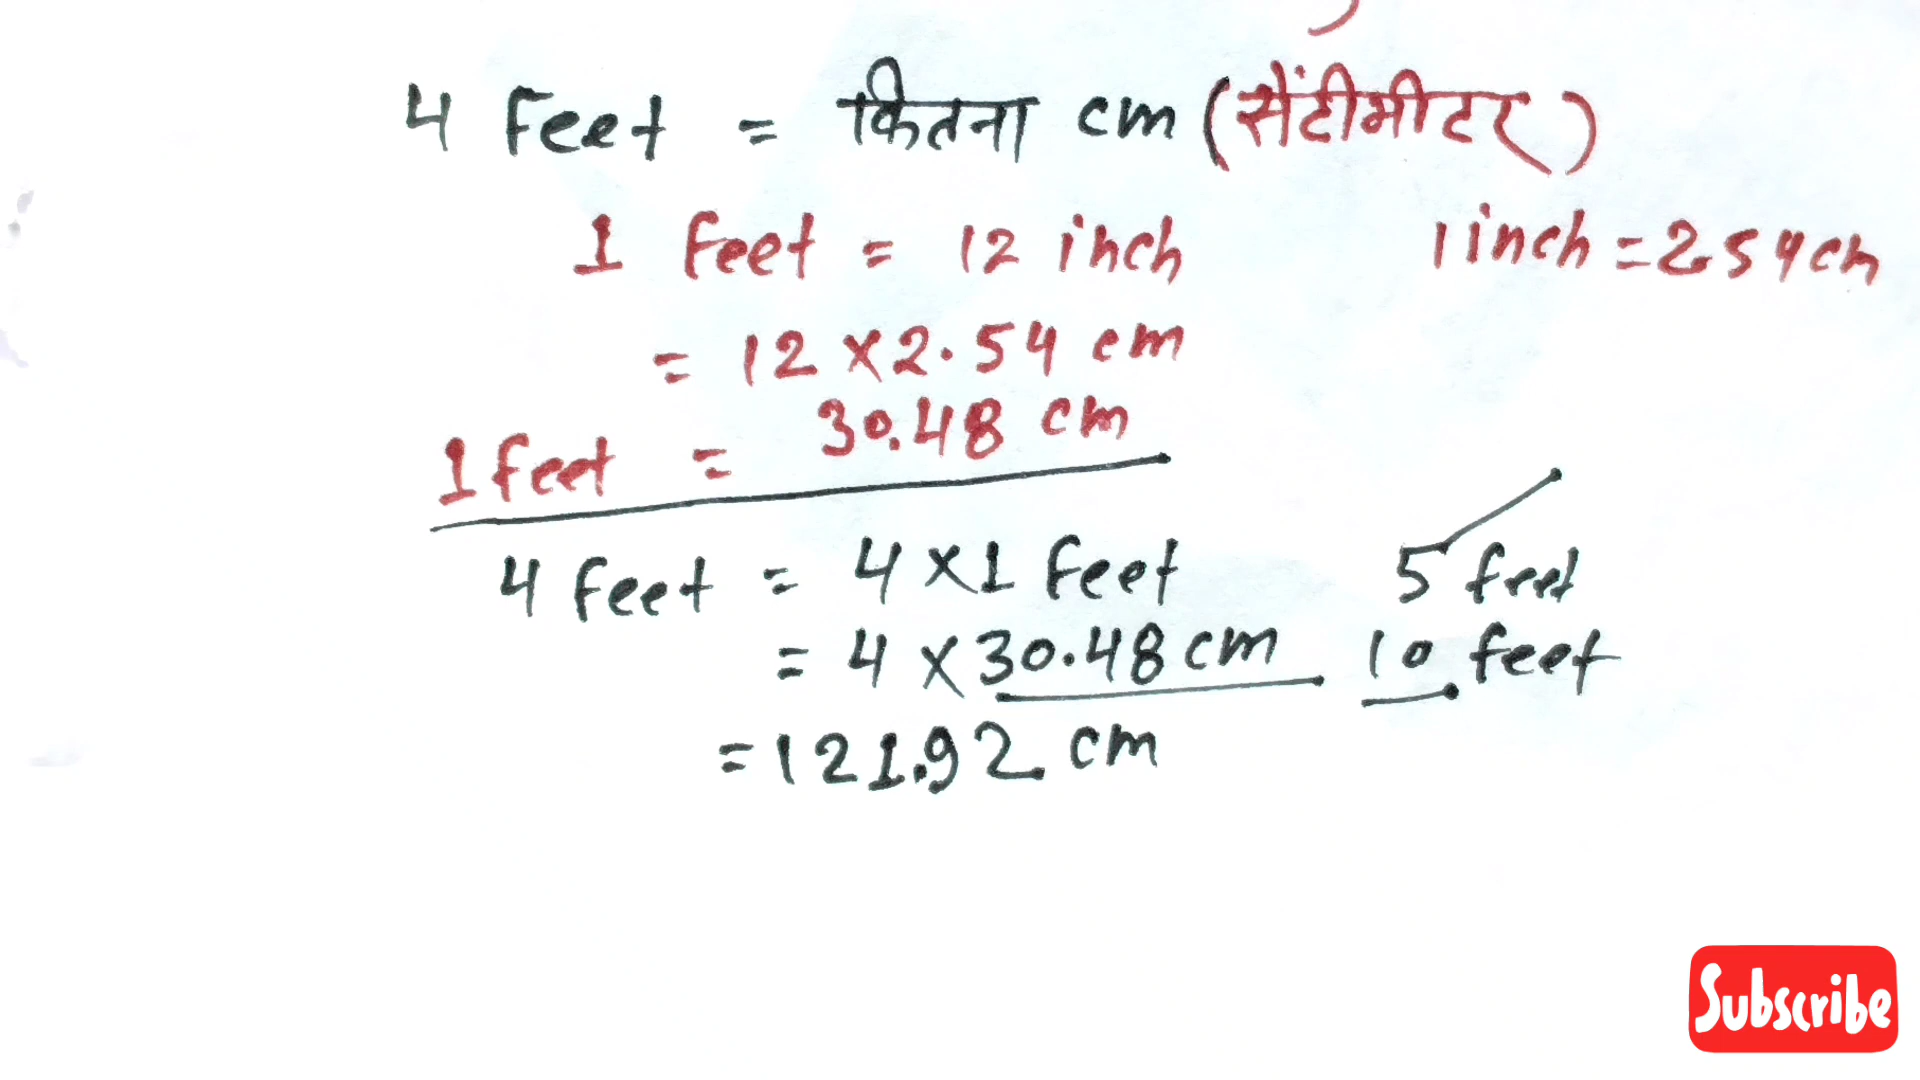 4 Feet = कितना cm (सैंटीमीटर)
1 feet = 12 inch 1 inch = 254 cm
= 12 x 2.54 cm
1 feet = 30.48 cm
4 feet = 4 x 1 feet 5 feet
= 4 x 30.48 cm 10 feet
= 121.92 cm
Subscribe